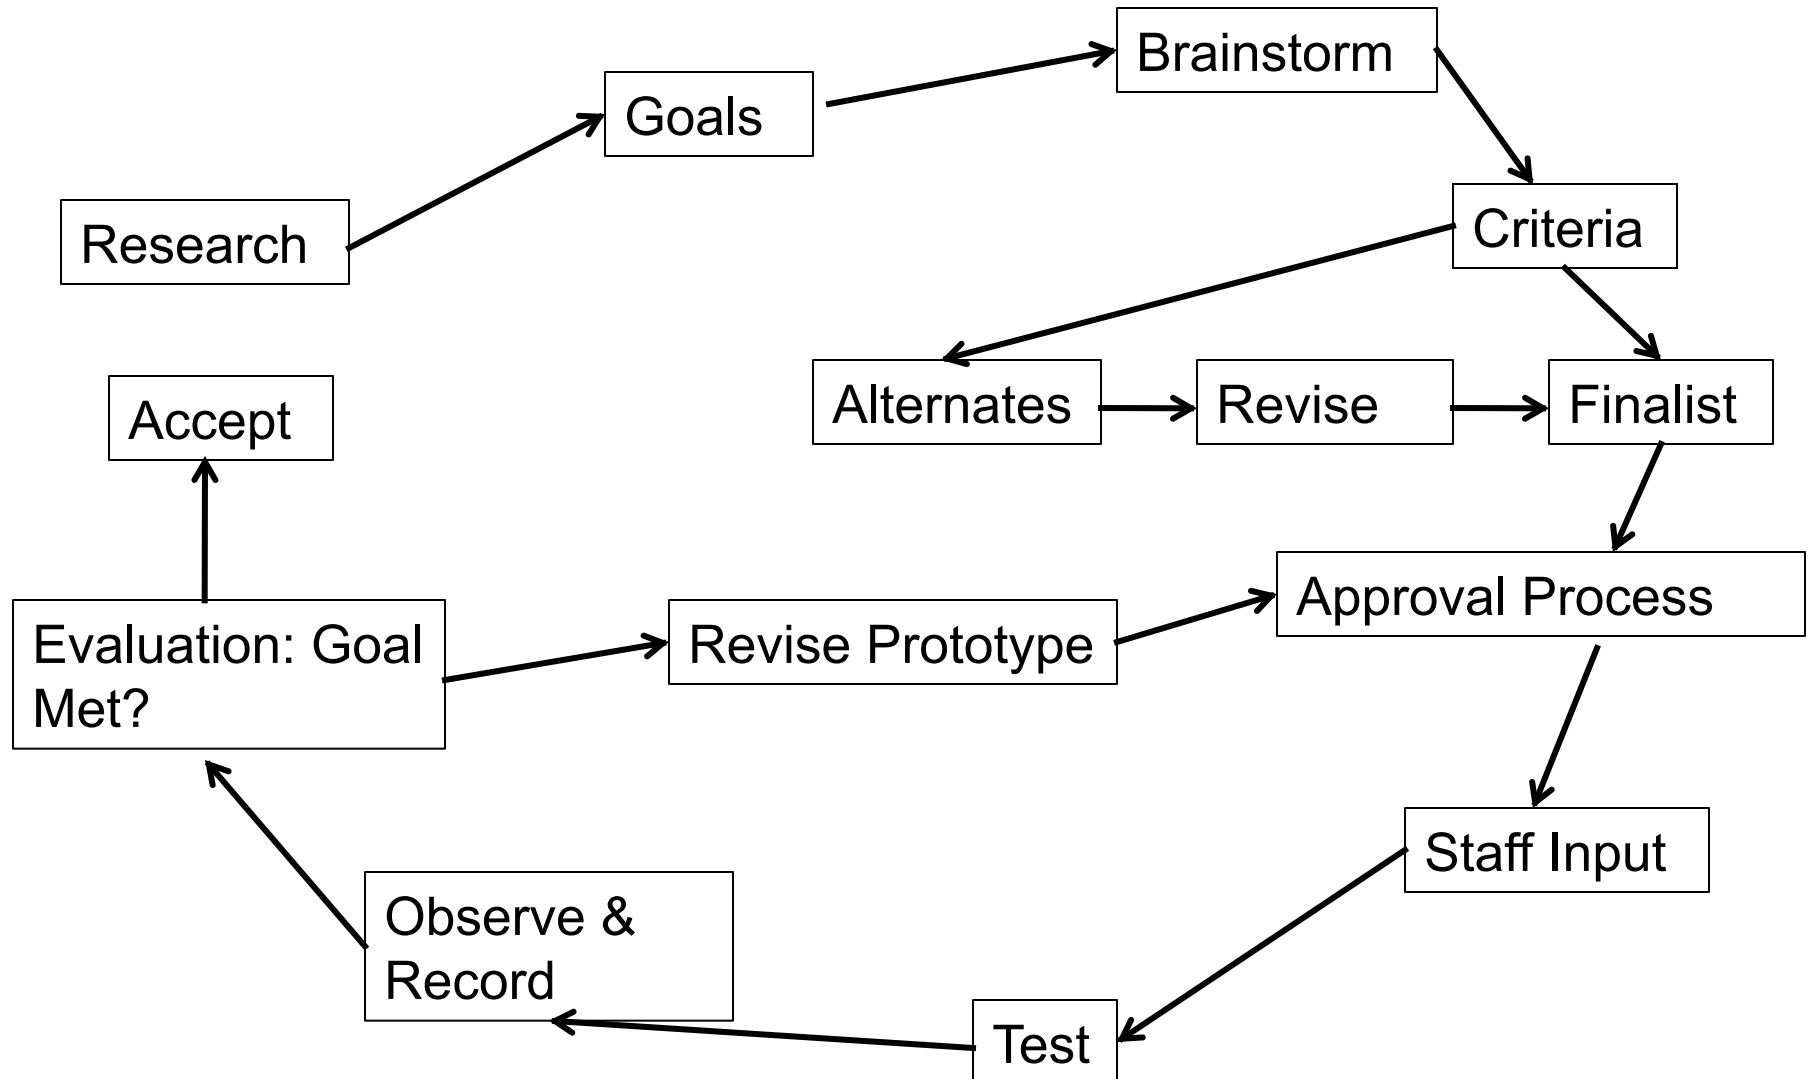 Brainstorm
Goals
Research
Criteria
Accept
Alternates
Revise
Finalist
Evaluation: Goal
Met?
Revise Prototype
Approval Process
Staff Input
Observe &
Record
Test